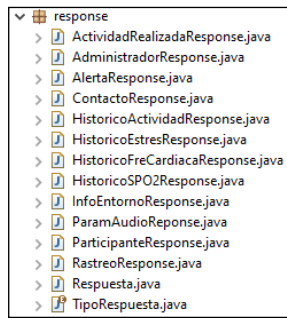 response
ActividadRealizadaResponse.java
AdministradorResponse.java
AlertaResponse.java
ContactoResponse.java
HistoricoActividadResponse.java
HistoricoEstresResponse.java
HistoricoFreCardiacaResponse.java
HistoricoSPO2Response.java
InfoEntornoResponse.java
ParamAudioReponse.java
ParticipanteResponse.java
RastreoResponse.java
Respuesta.java
TipoRespuesta.java